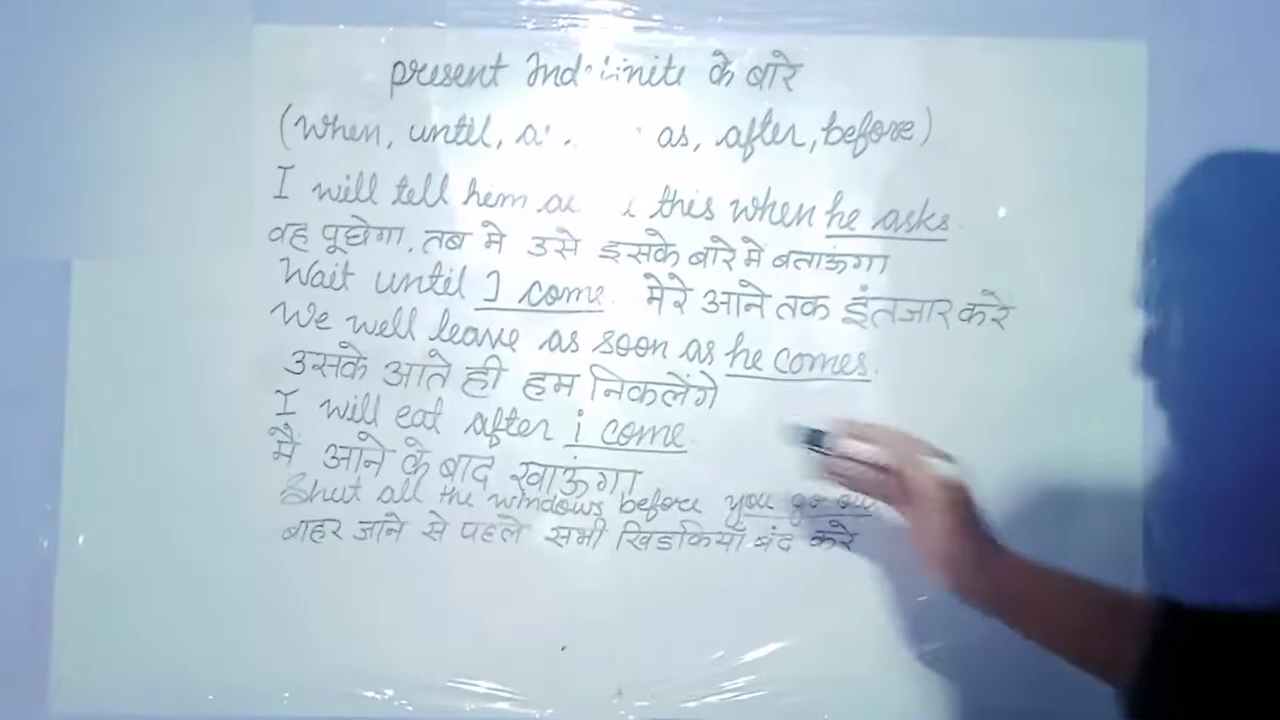 present Indefinite के बारे
(when, until, as, after, before)
I will tell him this when he asks.
वह पूछेगा, तब मे उसे इसके बारे मे बताऊंगा
Wait until I come. मेरे आने तक इंतजार करे
We well leave as soon as he comes.
उसके आते ही हम निकलेंगे
I will eat after i come.
मैं आने के बाद खाऊंगा
Shut all the windows before you go out
बाहर जाने से पहले सभी खिडकियाँ बंद करे